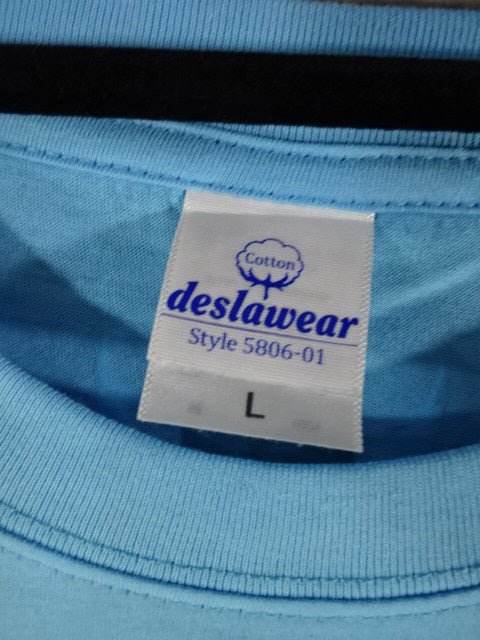 Cotton
deslawear
Style 5806-01
L